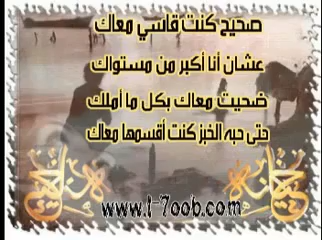 صحيح كنت قاسي معاك
عشان أنا أكبر من مستواك
ضحيت معاك بكل ما أملك
حتى حبه الخبز كنت أقسمها معاك
www.l-7oob.com